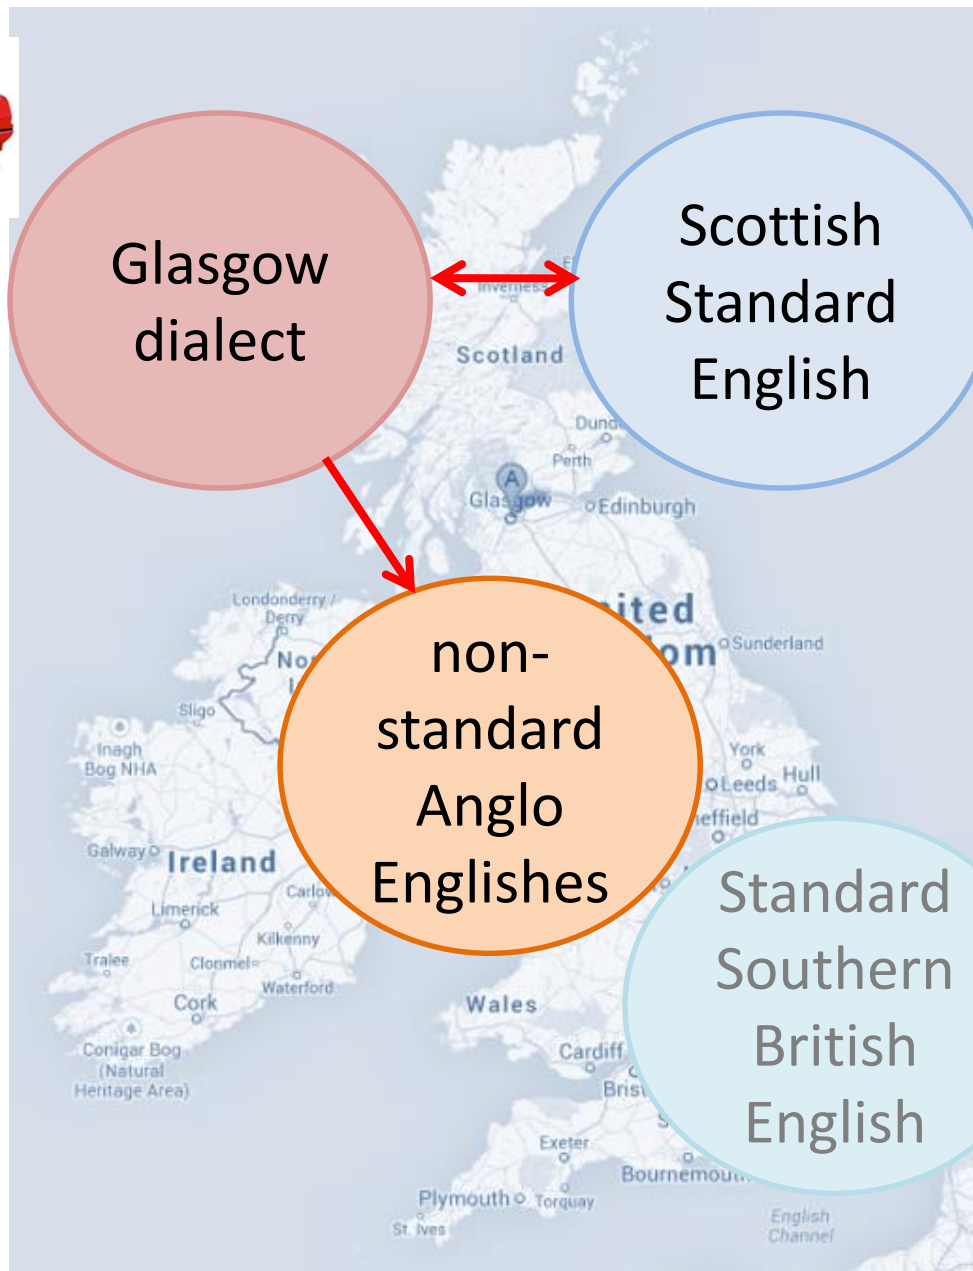 Glasgow
dialect
Scottish
Standard
English
Inverness
Scotland
Perth
Glasgow
Edinburgh
Londonderry /
Derry
Sunderland
non-
standard
Anglo
Englishes
Sligo
Inagh
Bog NHA
York
Leeds
Hull
Galway
Ireland
Limerick
Kilkenny
Tralee
Clonmel
Waterford
Cork
Wales
Conigar Bog
(Natural
Heritage Area)
Cardiff
Standard
Southern
British
English
Exeter
Plymouth
Torquay
St. Ives
English
Channel
A